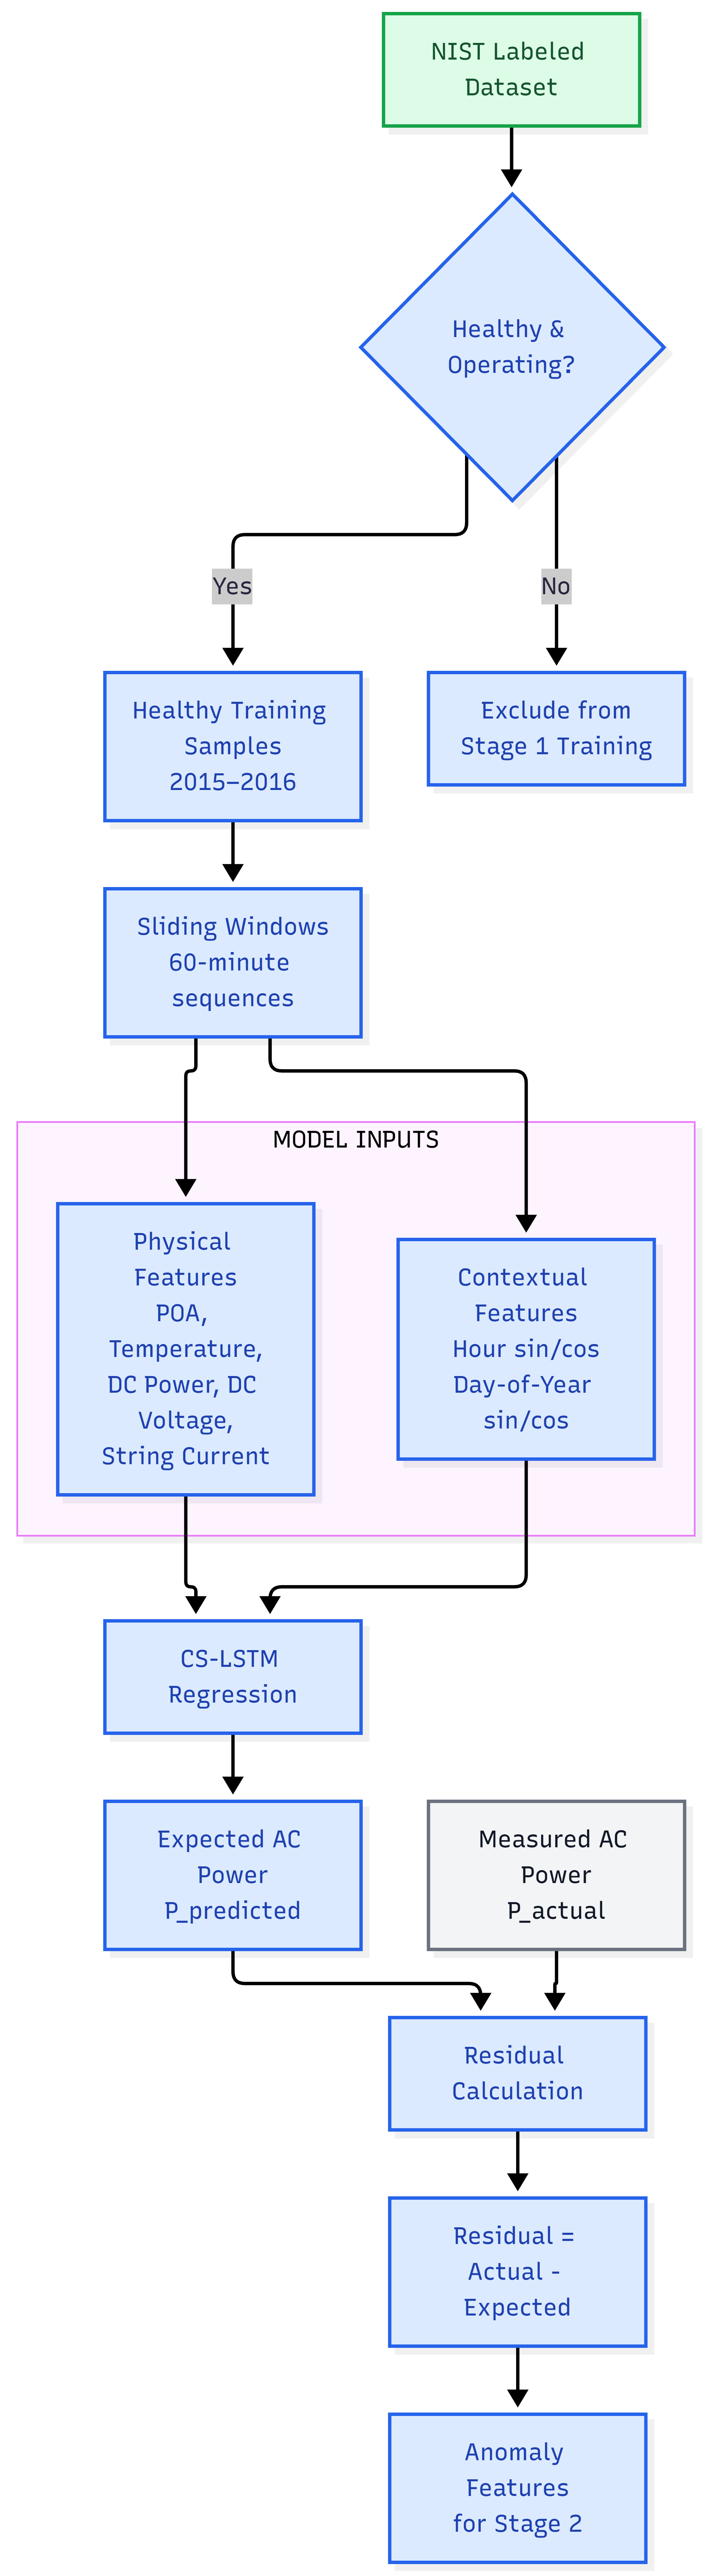 NIST Labeled
Dataset
Healthy &
Operating?
Yes
No
Healthy Training
Samples
2015–2016
Exclude from
Stage 1 Training
Sliding Windows
60-minute
sequences
MODEL INPUTS
Physical
Features
POA,
Temperature,
DC Power, DC
Voltage,
String Current
Contextual
Features
Hour sin/cos
Day-of-Year
sin/cos
CS-LSTM
Regression
Expected AC
Power
P_predicted
Measured AC
Power
P_actual
Residual
Calculation
Residual =
Actual -
Expected
Anomaly
Features
for Stage 2